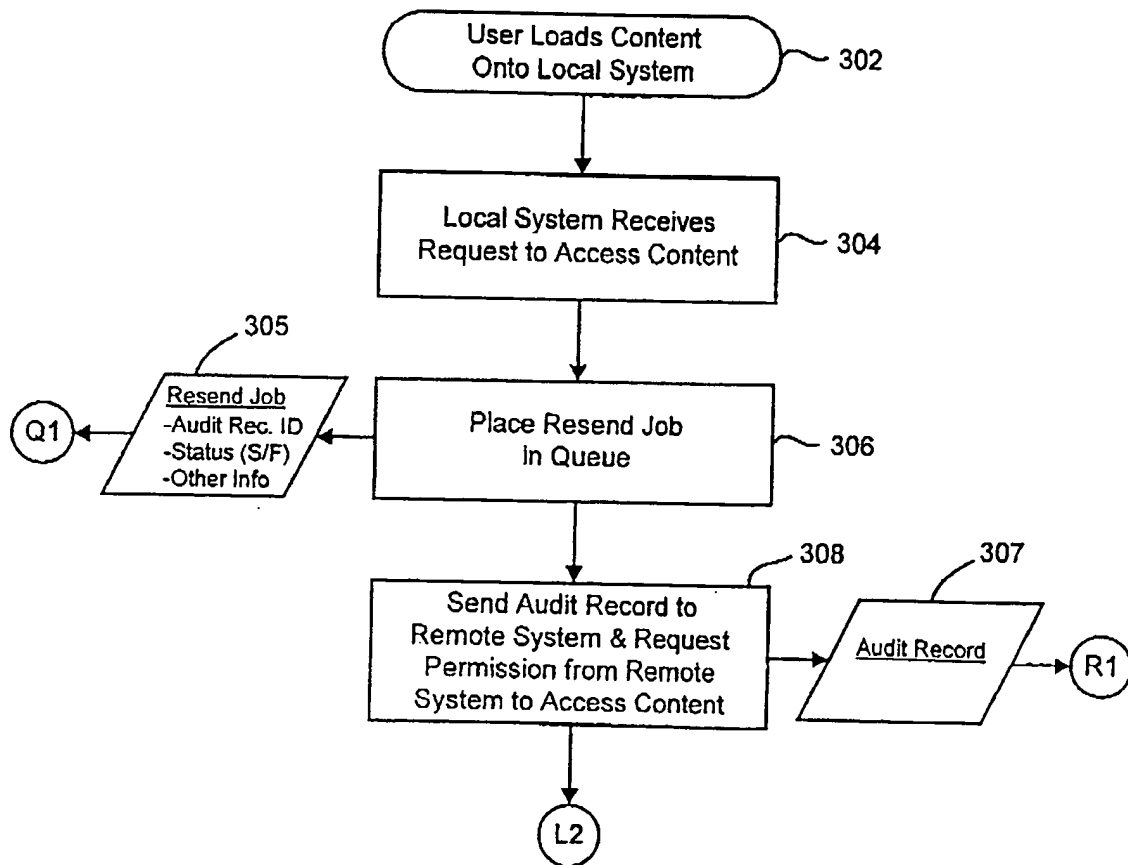 User Loads Content
Onto Local System
302
Local System Receives
Request to Access Content
304
305
Resend Job
-Audit Rec. ID
-Status (S/F)
-Other Info
Q1
Place Resend Job
in Queue
306
308
307
Send Audit Record to
Remote System & Request
Permission from Remote
System to Access Content
Audit Record
R1
L2